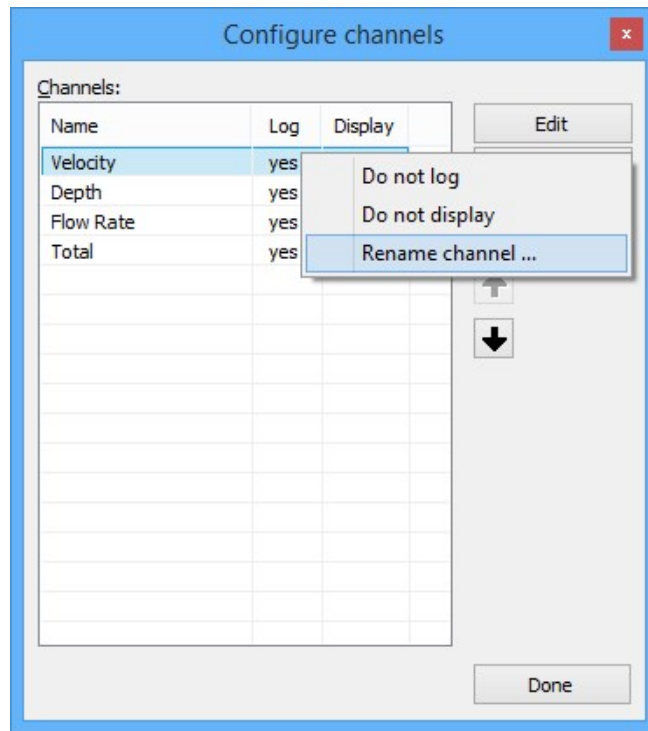 Configure channels
x
Channels:
Name Log Display
Edit
Velocity yes
Do not log
Depth yes
Do not display
Flow Rate yes
Rename channel ...
Total yes
Done